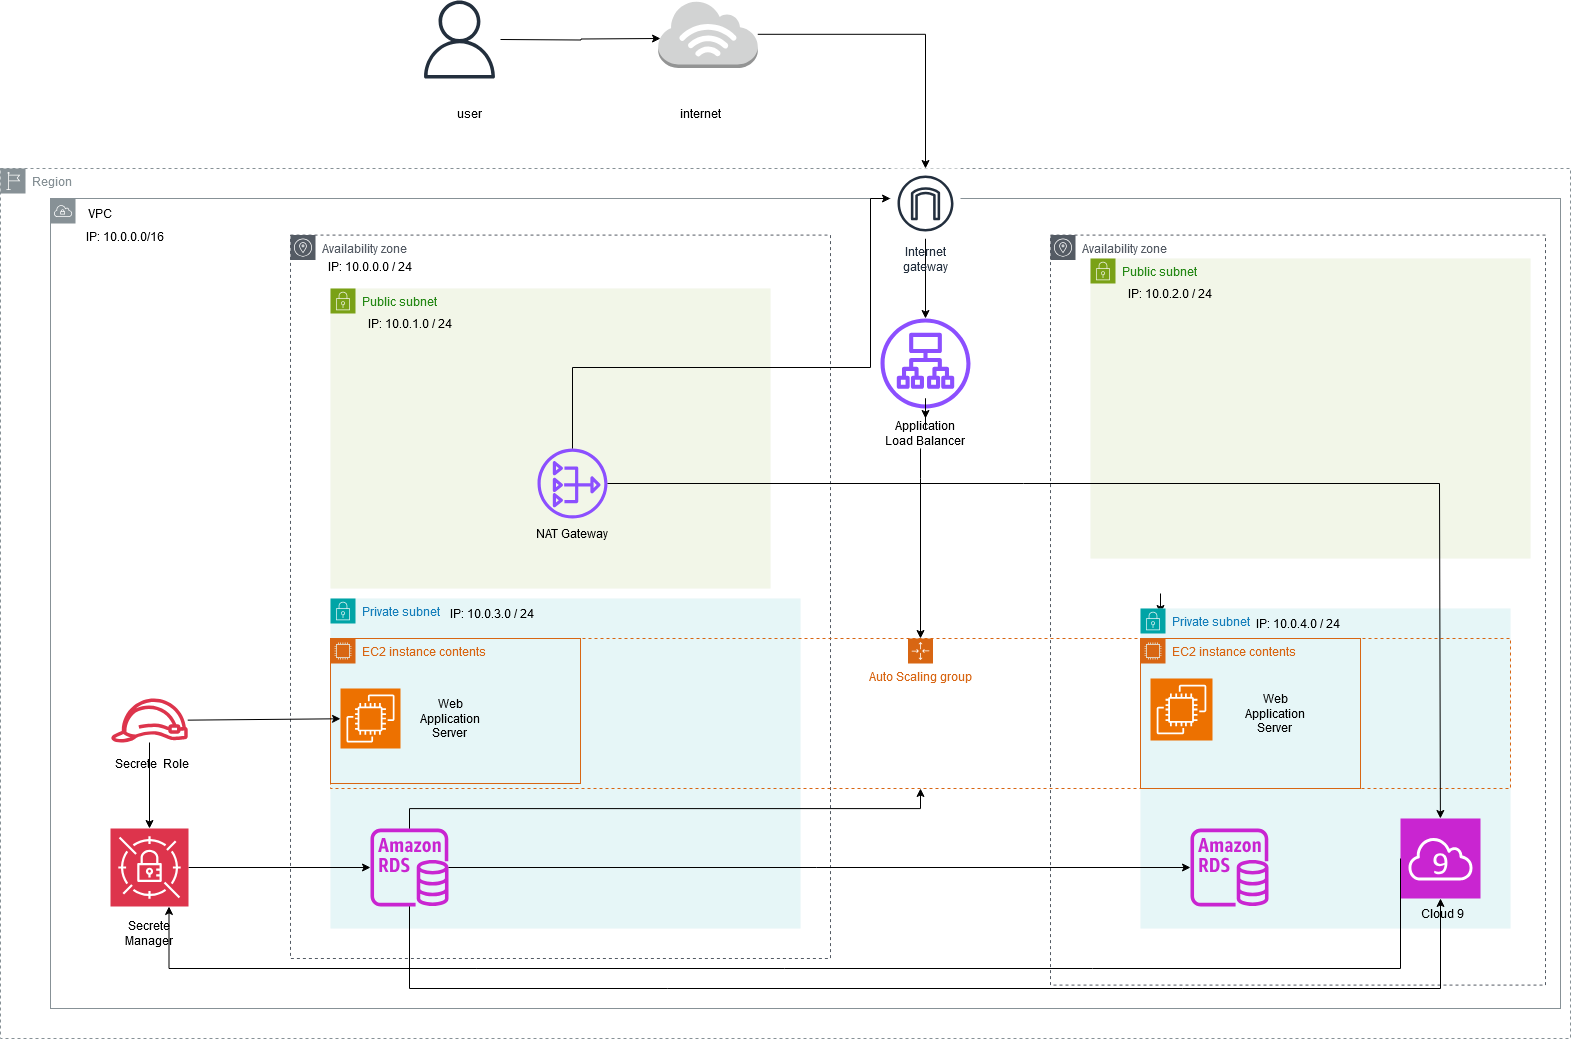 user
internet
Region
VPC
IP: 10.0.0.0/16
Availability zone
IP: 10.0.0.0 / 24
Public subnet
IP: 10.0.1.0 / 24
Internet
gateway
Availability zone
Public subnet
IP: 10.0.2.0 / 24
Application
Load Balancer
NAT Gateway
Private subnet
IP: 10.0.3.0 / 24
Private subnet
IP: 10.0.4.0 / 24
EC2 instance contents
Auto Scaling group
EC2 instance contents
Web
Application
Server
Web
Application
Server
Secrete Role
Amazon
RDS
Amazon
RDS
9
Secrete
Manager
Cloud 9